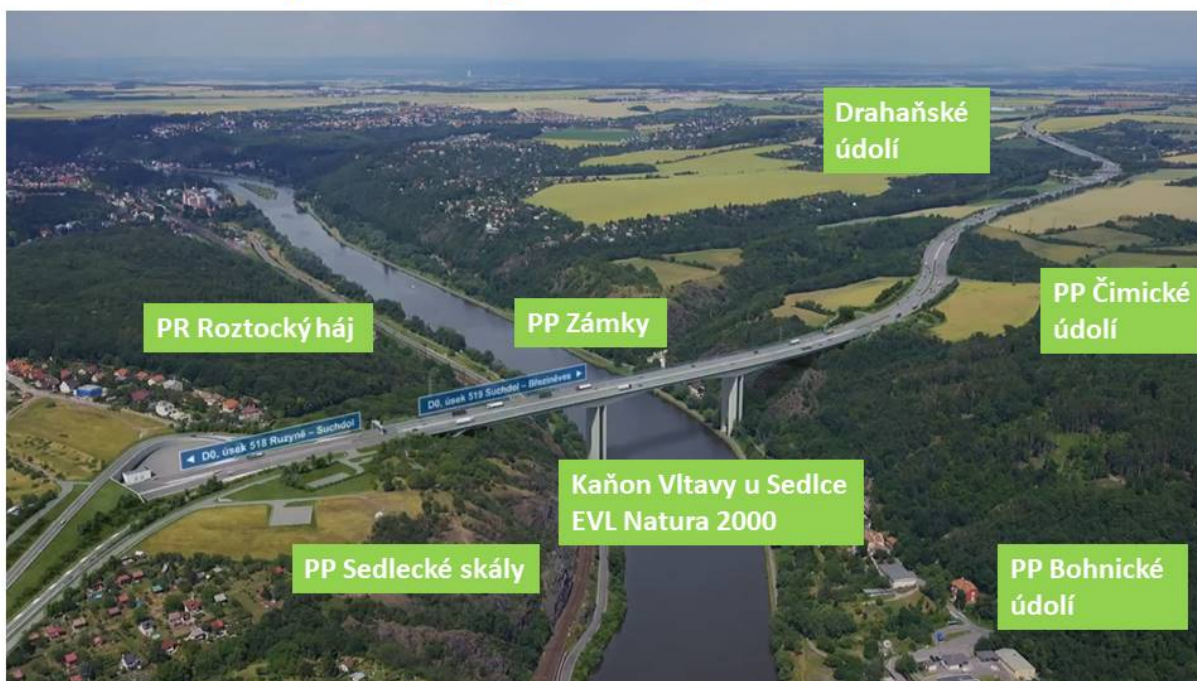 Drahaňské
údolí
PP Čimické
údolí
PR Roztocký háj
PP Zámky
D0, úsek 519 Suchdol – Březiněves ►
◄ D0, úsek 518 Ruzyně – Suchdol
Kaňon Vltavy u Sedlce
EVL Natura 2000
PP Sedlecké skály
PP Bohnické
údolí